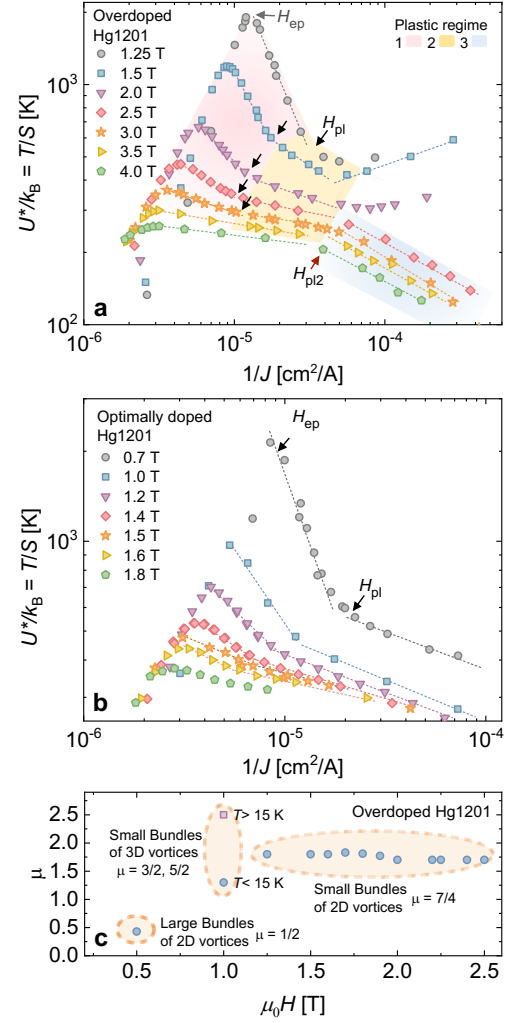 Overdoped
Hg1201
1.25 T
1.5 T
2.0 T
2.5 T
3.0 T
3.5 T
4.0 T
H_ep
Plastic regime
1 2 3
H_pl
H_pl2
a
10^3
10^2
U*/k_B = T/S [K]
10^-6 10^-5 10^-4
1/J [cm²/A]
Optimally doped
Hg1201
0.7 T
1.0 T
1.2 T
1.4 T
1.5 T
1.6 T
1.8 T
H_ep
H_pl
b
10^3
U*/k_B = T/S [K]
10^-6 10^-5 10^-4
1/J [cm²/A]
2.5
2.0
1.5
1.0
0.5
0.0
μ
T> 15 K
Overdoped Hg1201
Small Bundles
of 3D vortices
μ = 3/2, 5/2
T< 15 K
Small Bundles
of 2D vortices μ = 7/4
Large Bundles
of 2D vortices μ = 1/2
c
0.5 1.0 1.5 2.0 2.5
μ₀H [T]